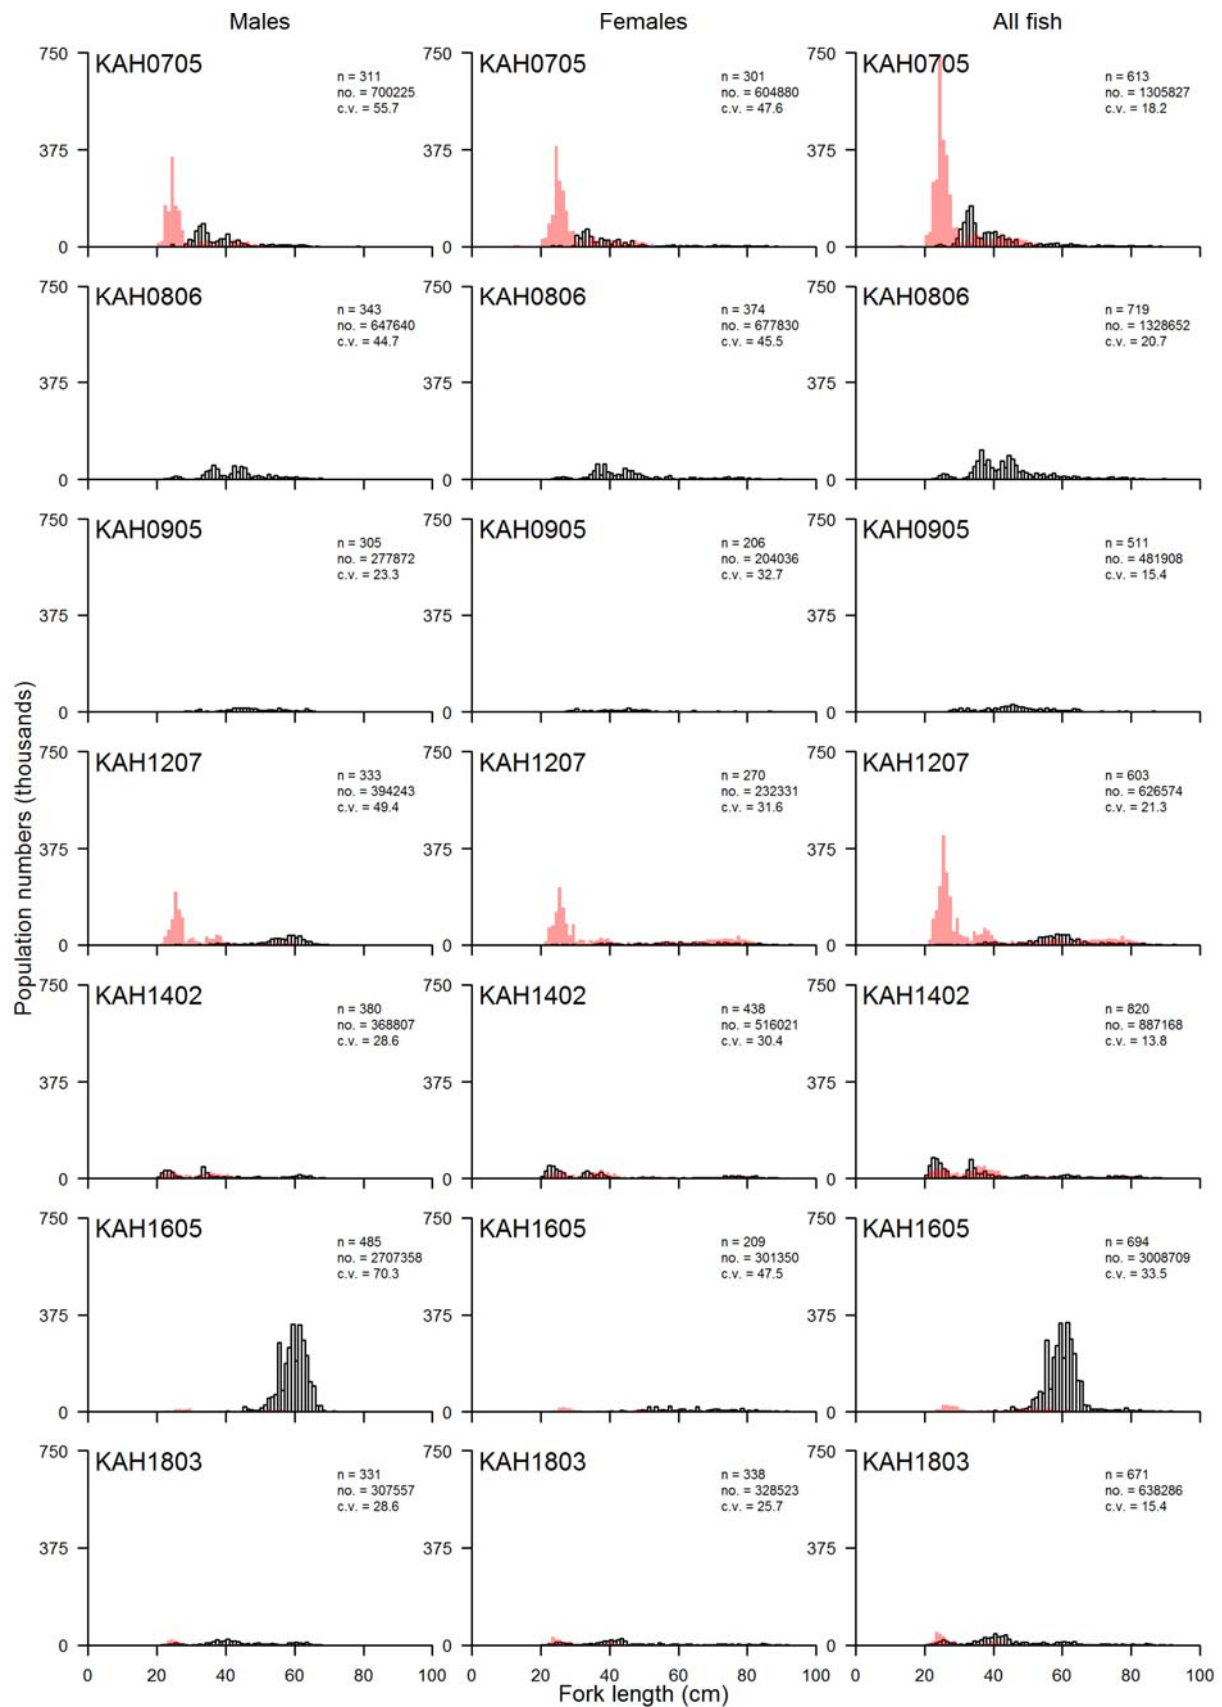 Males Females All fish
750 KAH0705 n = 311 750 KAH0705 n = 301 750 KAH0705 n = 613
no. = 700225 no. = 604880 no. = 1305827
c.v. = 55.7 c.v. = 47.6 c.v. = 18.2
375 375 375
0 0 0
750 KAH0806 n = 343 750 KAH0806 n = 374 750 KAH0806 n = 719
no. = 647640 no. = 677830 no. = 1328652
c.v. = 44.7 c.v. = 45.5 c.v. = 20.7
375 375 375
0 0 0
750 KAH0905 n = 305 750 KAH0905 n = 206 750 KAH0905 n = 511
no. = 277872 no. = 204036 no. = 481908
c.v. = 23.3 c.v. = 32.7 c.v. = 15.4
375 375 375
0 0 0
Population numbers (thousands)
750 KAH1207 n = 333 750 KAH1207 n = 270 750 KAH1207 n = 603
no. = 394243 no. = 232331 no. = 626574
c.v. = 49.4 c.v. = 31.6 c.v. = 21.3
375 375 375
0 0 0
750 KAH1402 n = 380 750 KAH1402 n = 438 750 KAH1402 n = 820
no. = 368807 no. = 516021 no. = 887168
c.v. = 28.6 c.v. = 30.4 c.v. = 13.8
375 375 375
0 0 0
750 KAH1605 n = 485 750 KAH1605 n = 209 750 KAH1605 n = 694
no. = 2707358 no. = 301350 no. = 3008709
c.v. = 70.3 c.v. = 47.5 c.v. = 33.5
375 375 375
0 0 0
750 KAH1803 n = 331 750 KAH1803 n = 338 750 KAH1803 n = 671
no. = 307557 no. = 328523 no. = 638286
c.v. = 28.6 c.v. = 25.7 c.v. = 15.4
375 375 375
0 0 0
0 20 40 60 80 100 0 20 40 60 80 100 0 20 40 60 80 100
Fork length (cm)